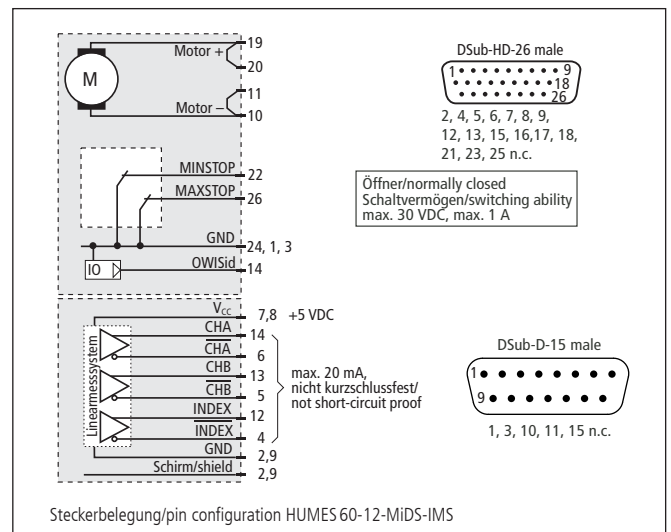 19
Motor +
20
M
11
Motor –
10
MINSTOP
22
MAXSTOP
26
GND
24, 1, 3
IO
OWISid
14
DSub-HD-26 male
1
9
18
26
2, 4, 5, 6, 7, 8, 9,
12, 13, 15, 16,17, 18,
21, 23, 25 n.c.
Öffner/normally closed
Schaltvermögen/switching ability
max. 30 VDC, max. 1 A
Linearmesssystem
VCC
7,8 +5 VDC
CHA
14
CHA
6
CHB
13
CHB
5
INDEX
12
INDEX
4
GND
2,9
Schirm/shield
2,9
max. 20 mA,
nicht kurzschlussfest/
not short-circuit proof
DSub-D-15 male
1
9
1, 3, 10, 11, 15 n.c.
Steckerbelegung/pin configuration HUMES 60-12-MiDS-IMS